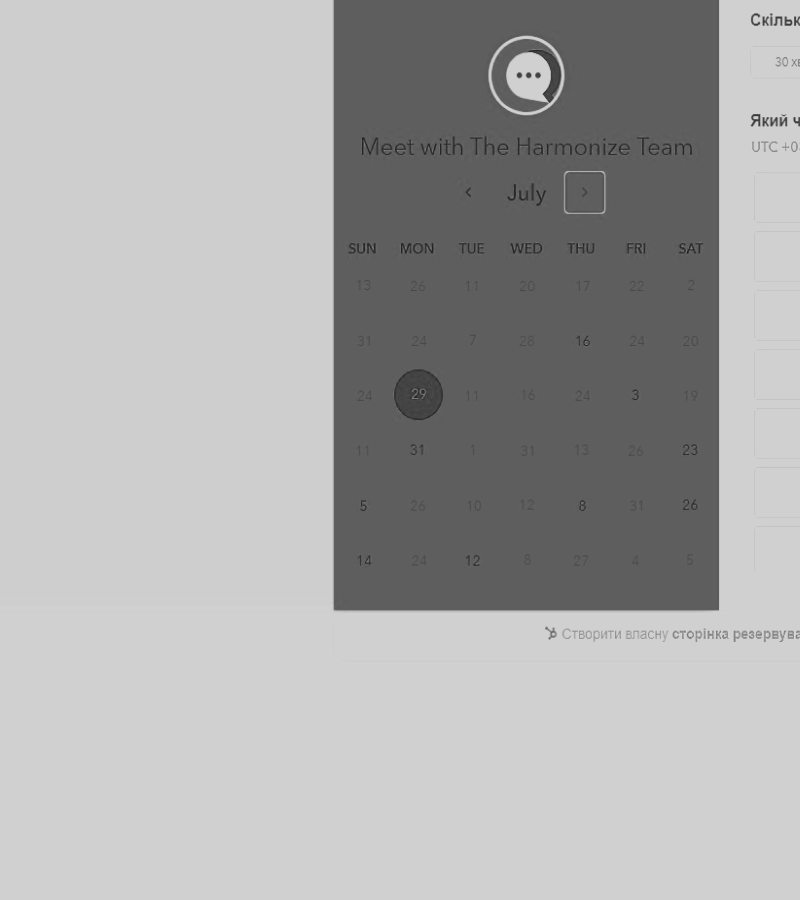 Meet with The Harmonize Team
July
SUN MON TUE WED THU FRI SAT
13 26 11 20 17 22 2
31 24 7 28 16 24 20
24 29 11 16 24 3 19
11 31 1 31 13 26 23
5 26 10 12 8 31 26
14 24 12 8 27 4 5
Скільк
30 хв
Який ч
UTC +0
Створити власну сторінка резервува